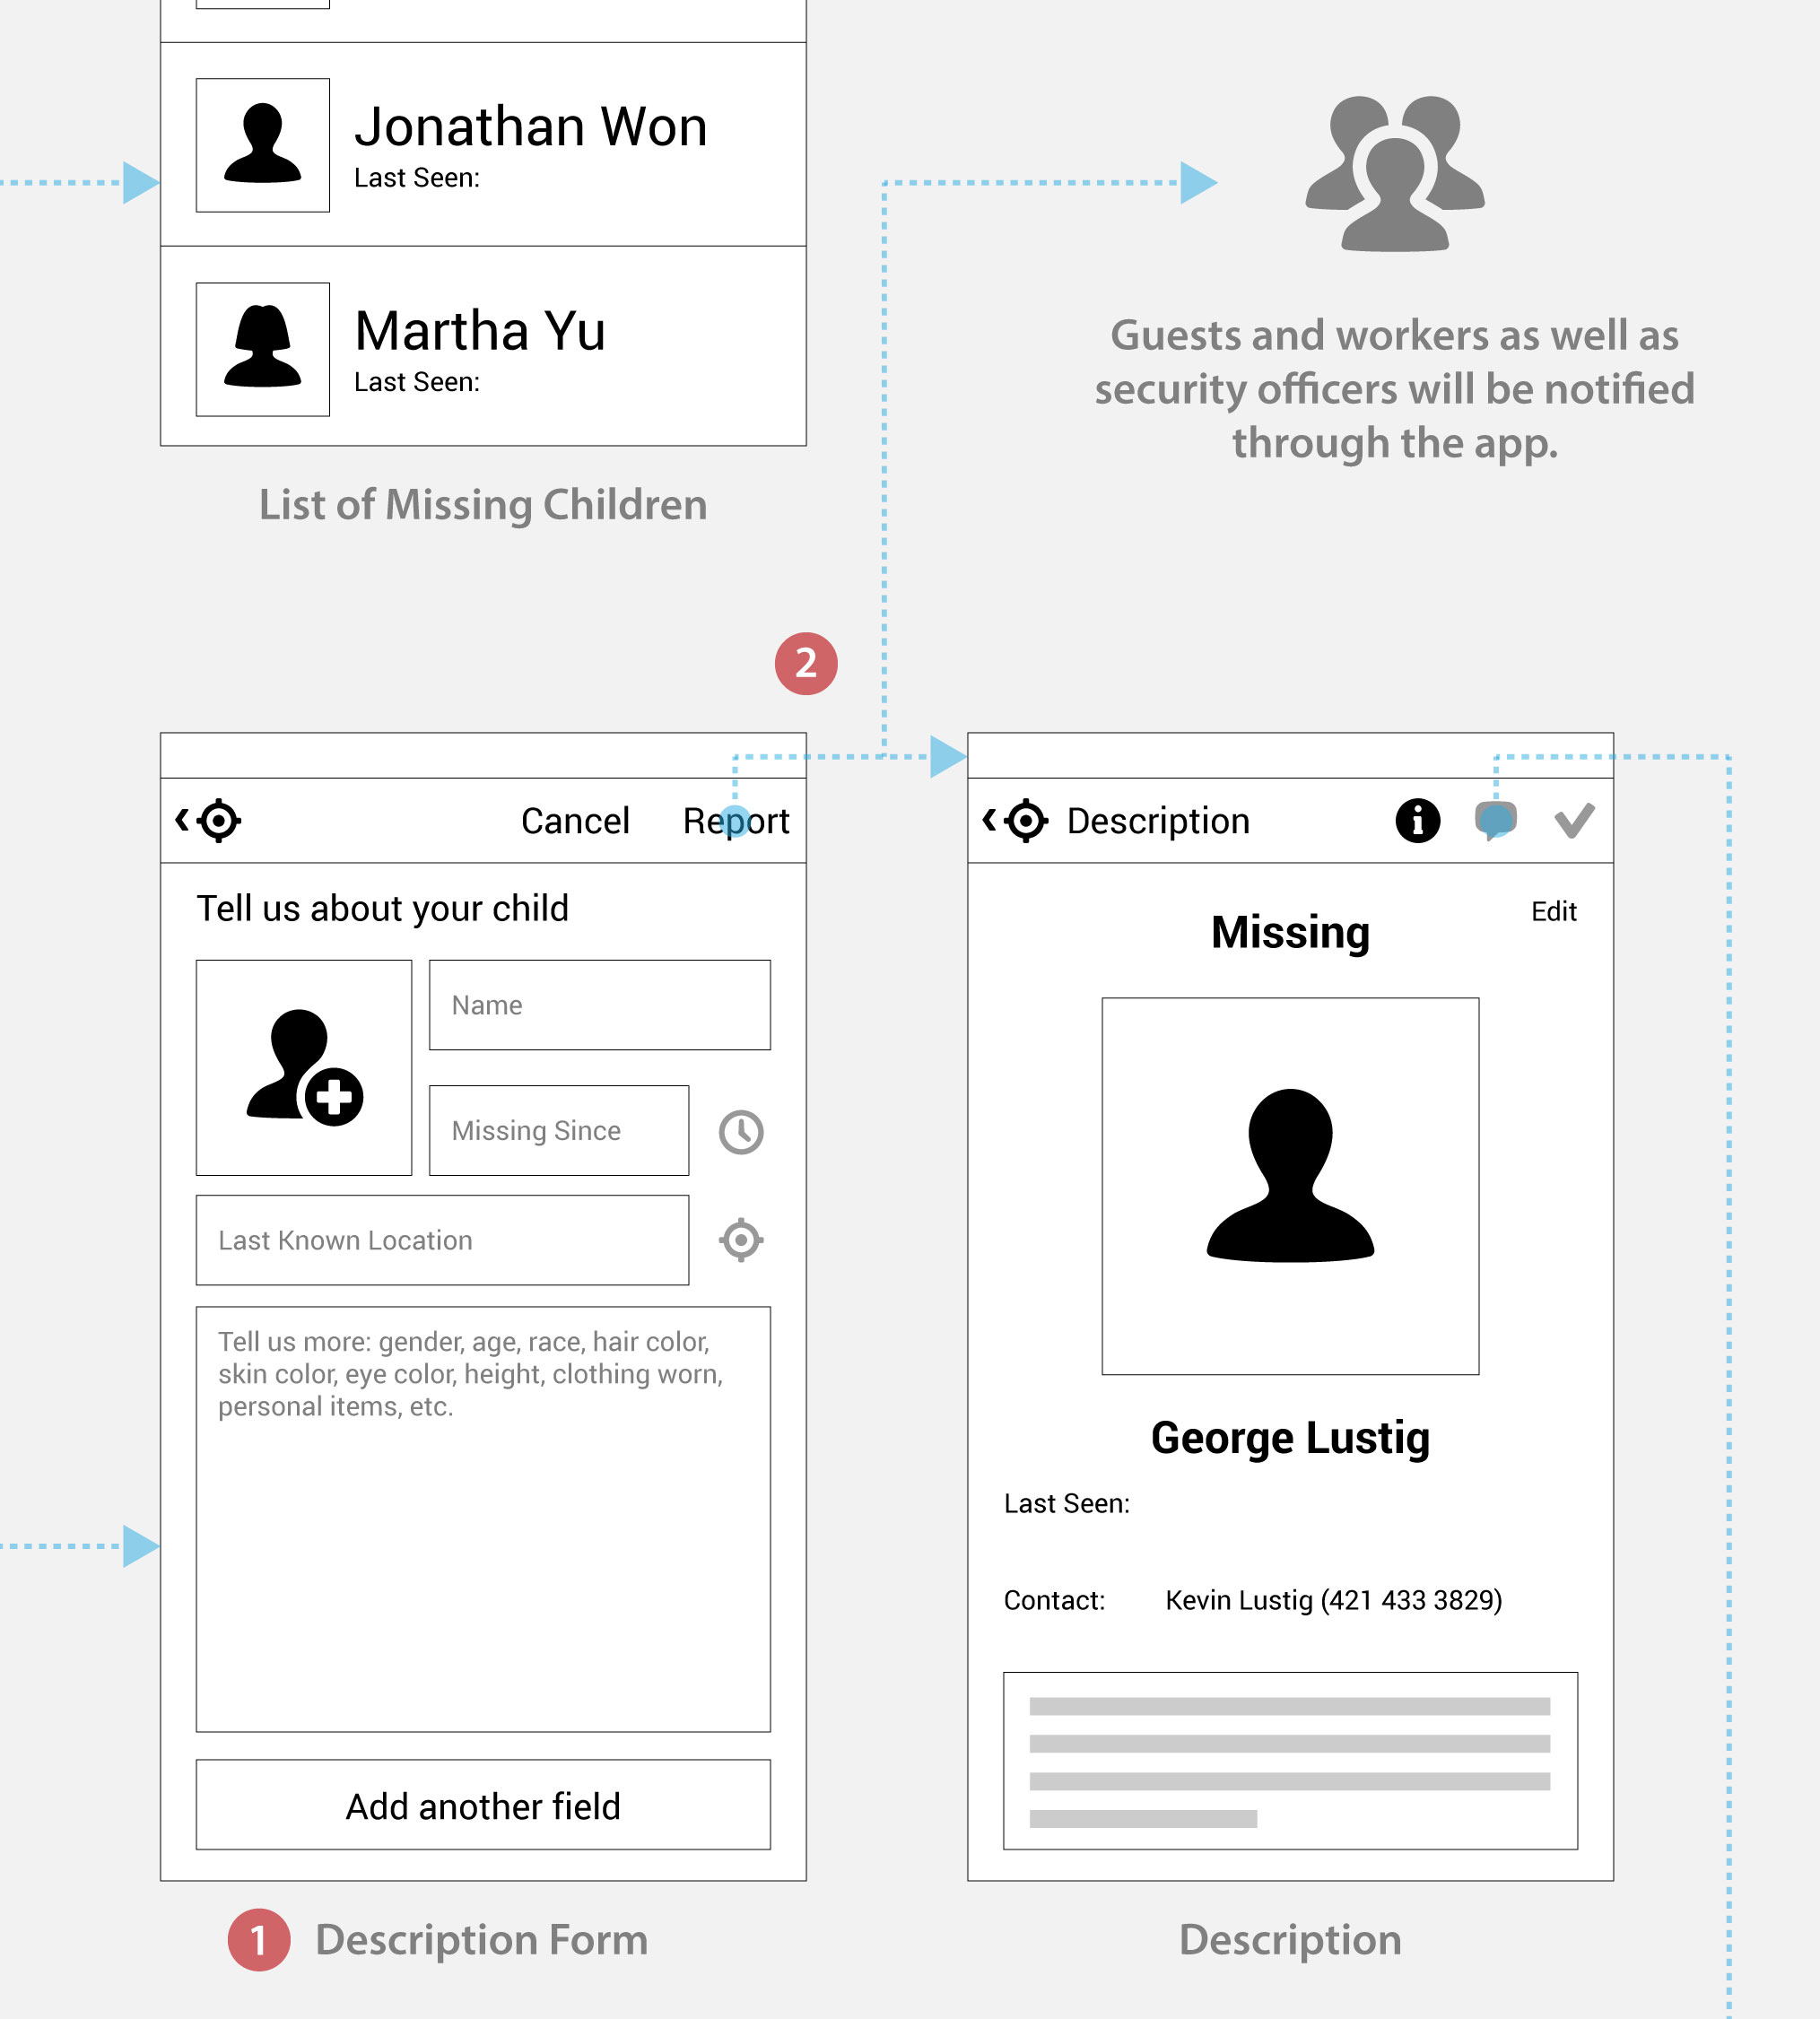 Jonathan Won
Last Seen:
Martha Yu
Last Seen:
List of Missing Children
Guests and workers as well as
security officers will be notified
through the app.
2
Cancel
Report
Tell us about your child
Name
Missing Since
Last Known Location
Tell us more: gender, age, race, hair color,
skin color, eye color, height, clothing worn,
personal items, etc.
Add another field
1
Description Form
Description
Edit
Missing
George Lustig
Last Seen:
Contact: Kevin Lustig (421 433 3829)
Description